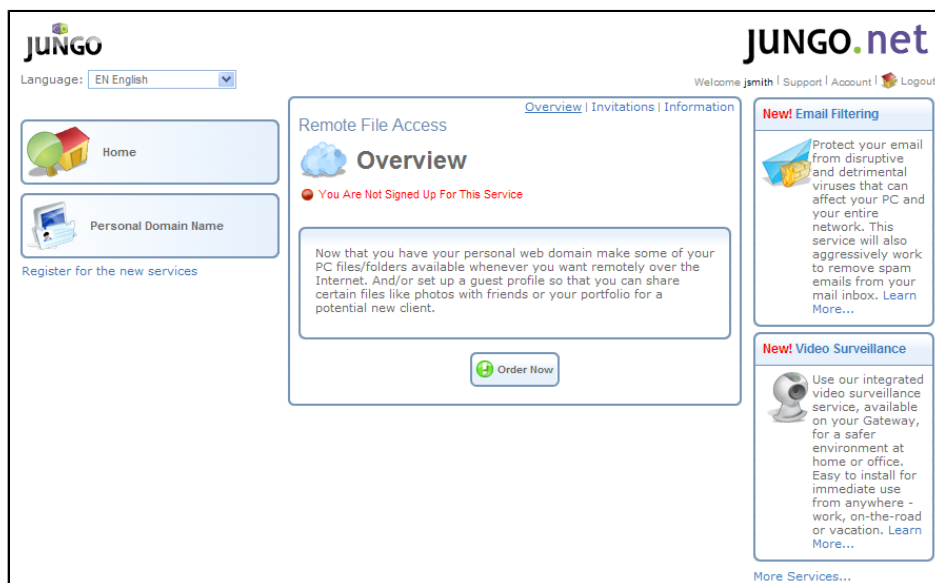 JUNGO
JUNGO.net
Language: EN English
Welcome jsmith | Support | Account | Logout
Home
Personal Domain Name
Register for the new services
Overview | Invitations | Information
Remote File Access
Overview
You Are Not Signed Up For This Service
Now that you have your personal web domain make some of your
PC files/folders available whenever you want remotely over the
Internet. And/or set up a guest profile so that you can share
certain files like photos with friends or your portfolio for a
potential new client.
Order Now
New! Email Filtering
Protect your email
from disruptive
and detrimental
viruses that can
affect your PC and
your entire
network. This
service will also
aggressively work
to remove spam
emails from your
mail inbox. Learn
More...
New! Video Surveillance
Use our integrated
video surveillance
service, available
on your Gateway,
for a safer
environment at
home or office.
Easy to install for
immediate use
from anywhere -
work, on-the-road
or vacation. Learn
More...
More Services...